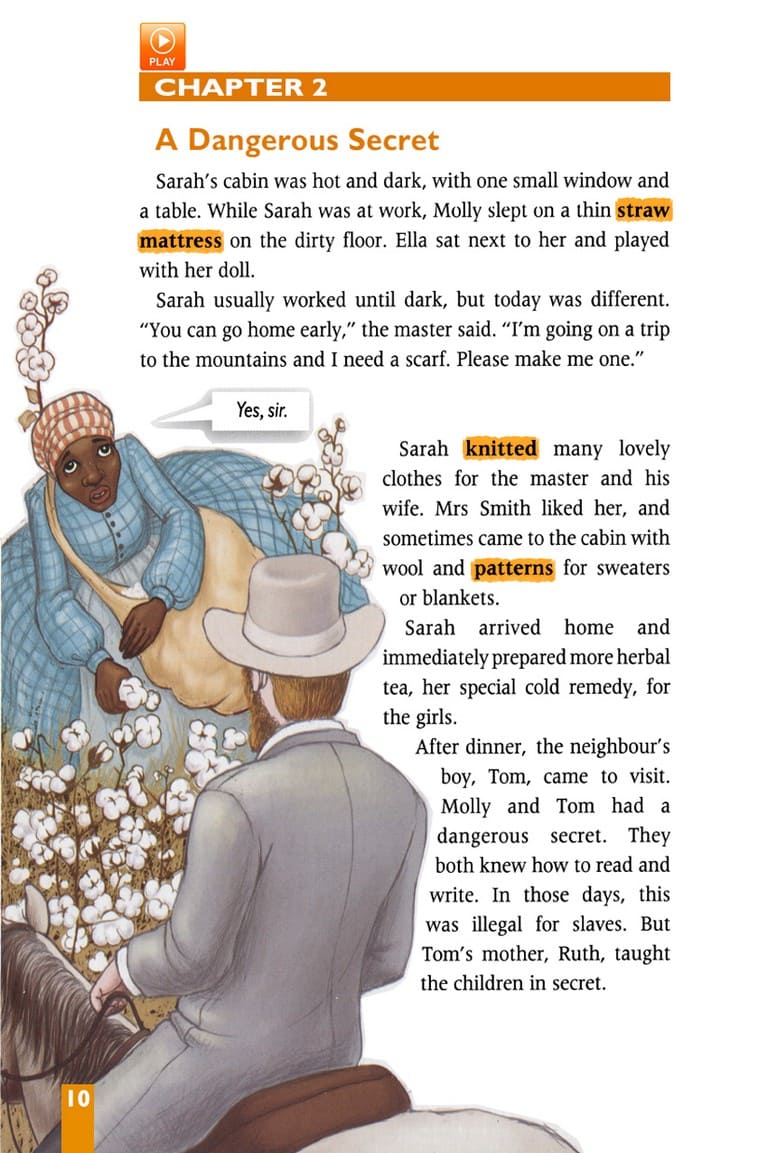 PLAY
CHAPTER 2
A Dangerous Secret
Sarah’s cabin was hot and dark, with one small window and
a table. While Sarah was at work, Molly slept on a thin straw
mattress on the dirty floor. Ella sat next to her and played
with her doll.
Sarah usually worked until dark, but today was different.
“You can go home early,” the master said. “I’m going on a trip
to the mountains and I need a scarf. Please make me one.”
Yes, sir.
Sarah knitted many lovely
clothes for the master and his
wife. Mrs Smith liked her, and
sometimes came to the cabin with
wool and patterns for sweaters
or blankets.
Sarah arrived home and
immediately prepared more herbal
tea, her special cold remedy, for
the girls.
After dinner, the neighbour’s
boy, Tom, came to visit.
Molly and Tom had a
dangerous secret. They
both knew how to read and
write. In those days, this
was illegal for slaves. But
Tom’s mother, Ruth, taught
the children in secret.
10